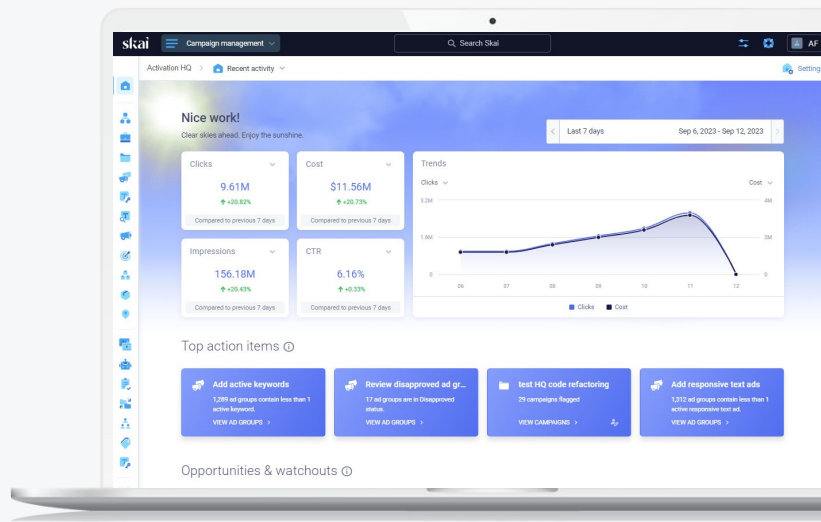 skai
Campaign management
Search Skai
AF
Activation HQ > Recent activity
Setting
Nice work!
Clear skies ahead. Enjoy the sunshine.
< Last 7 days Sep 6, 2023 - Sep 12, 2023 >
Clicks
9.61M
+20.82%
Compared to previous 7 days
Cost
$11.56M
+20.73%
Compared to previous 7 days
Impressions
156.18M
+20.43%
Compared to previous 7 days
CTR
6.16%
+0.33%
Compared to previous 7 days
Trends
Clicks
Cost
3.2M
4M
1.6M
2M
0
0
06 07 08 09 10 11 12
Clicks Cost
Top action items
Add active keywords
1,289 ad groups contain less than 1
active keyword.
VIEW AD GROUPS >
Review disapproved ad gr...
17 ad groups are in Disapproved
status.
VIEW AD GROUPS >
test HQ code refactoring
29 campaigns flagged
VIEW CAMPAIGNS >
Add responsive text ads
1,312 ad groups contain less than 1
active responsive text ad.
VIEW AD GROUPS >
Opportunities & watchouts